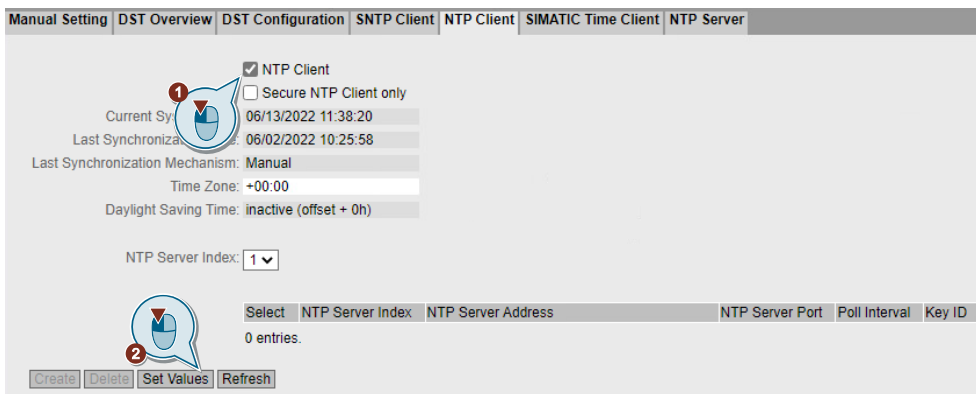 Manual Setting DST Overview DST Configuration SNTP Client NTP Client SIMATIC Time Client NTP Server
NTP Client
1
Secure NTP Client only
Current Sy 06/13/2022 11:38:20
Last Synchroniza : 06/02/2022 10:25:58
Last Synchronization Mechanism: Manual
Time Zone: +00:00
Daylight Saving Time: inactive (offset + 0h)
NTP Server Index: 1
Select NTP Server Index NTP Server Address NTP Server Port Poll Interval Key ID
0 entries.
2
Create Delete Set Values Refresh